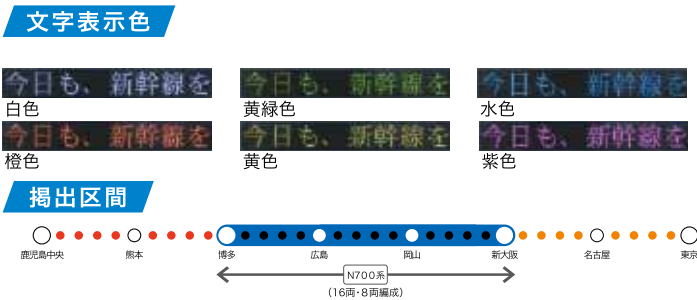 文字表示色
今日も、新幹線を
今日も、新幹線を
今日も、新幹線を
白色
黄緑色
水色
今日も、新幹線を
今日も、新幹線を
今日も、新幹線を
橙色
黄色
紫色
掲出区間
鹿児島中央
熊本
博多
広島
岡山
新大阪
名古屋
東京
N700系
(16両・8両編成)